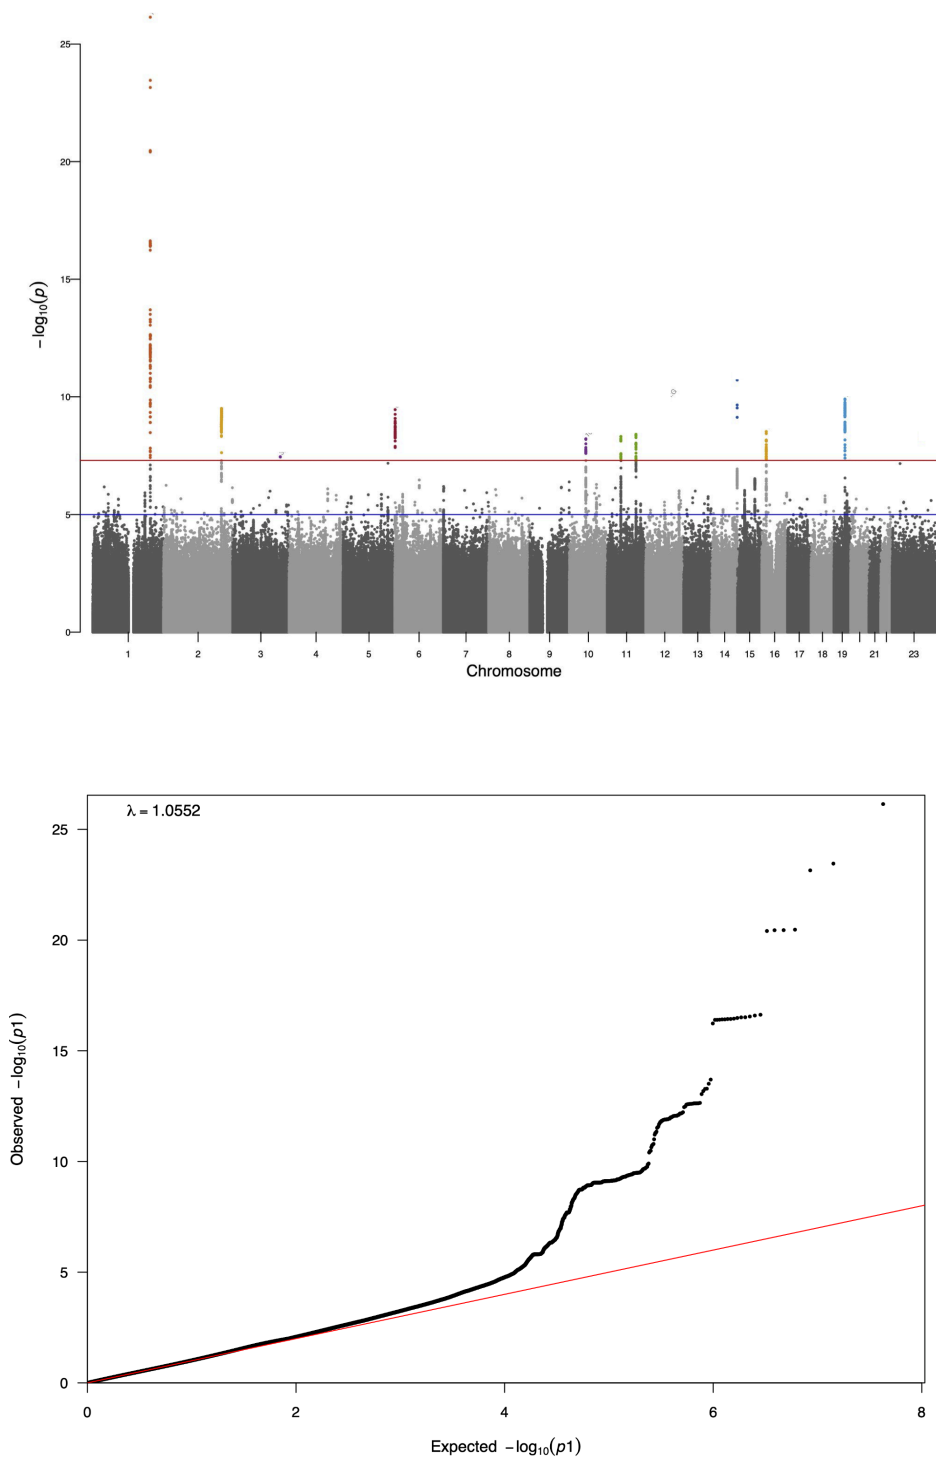 25
20
15
10
5
0
−log₁₀(p)
1 2 3 4 5 6 7 8 9 10 11 12 13 14 15 16 17 18 19 21 23
Chromosome
λ = 1.0552
25
20
15
10
5
0
Observed −log₁₀(p1)
0 2 4 6 8
Expected −log₁₀(p1)